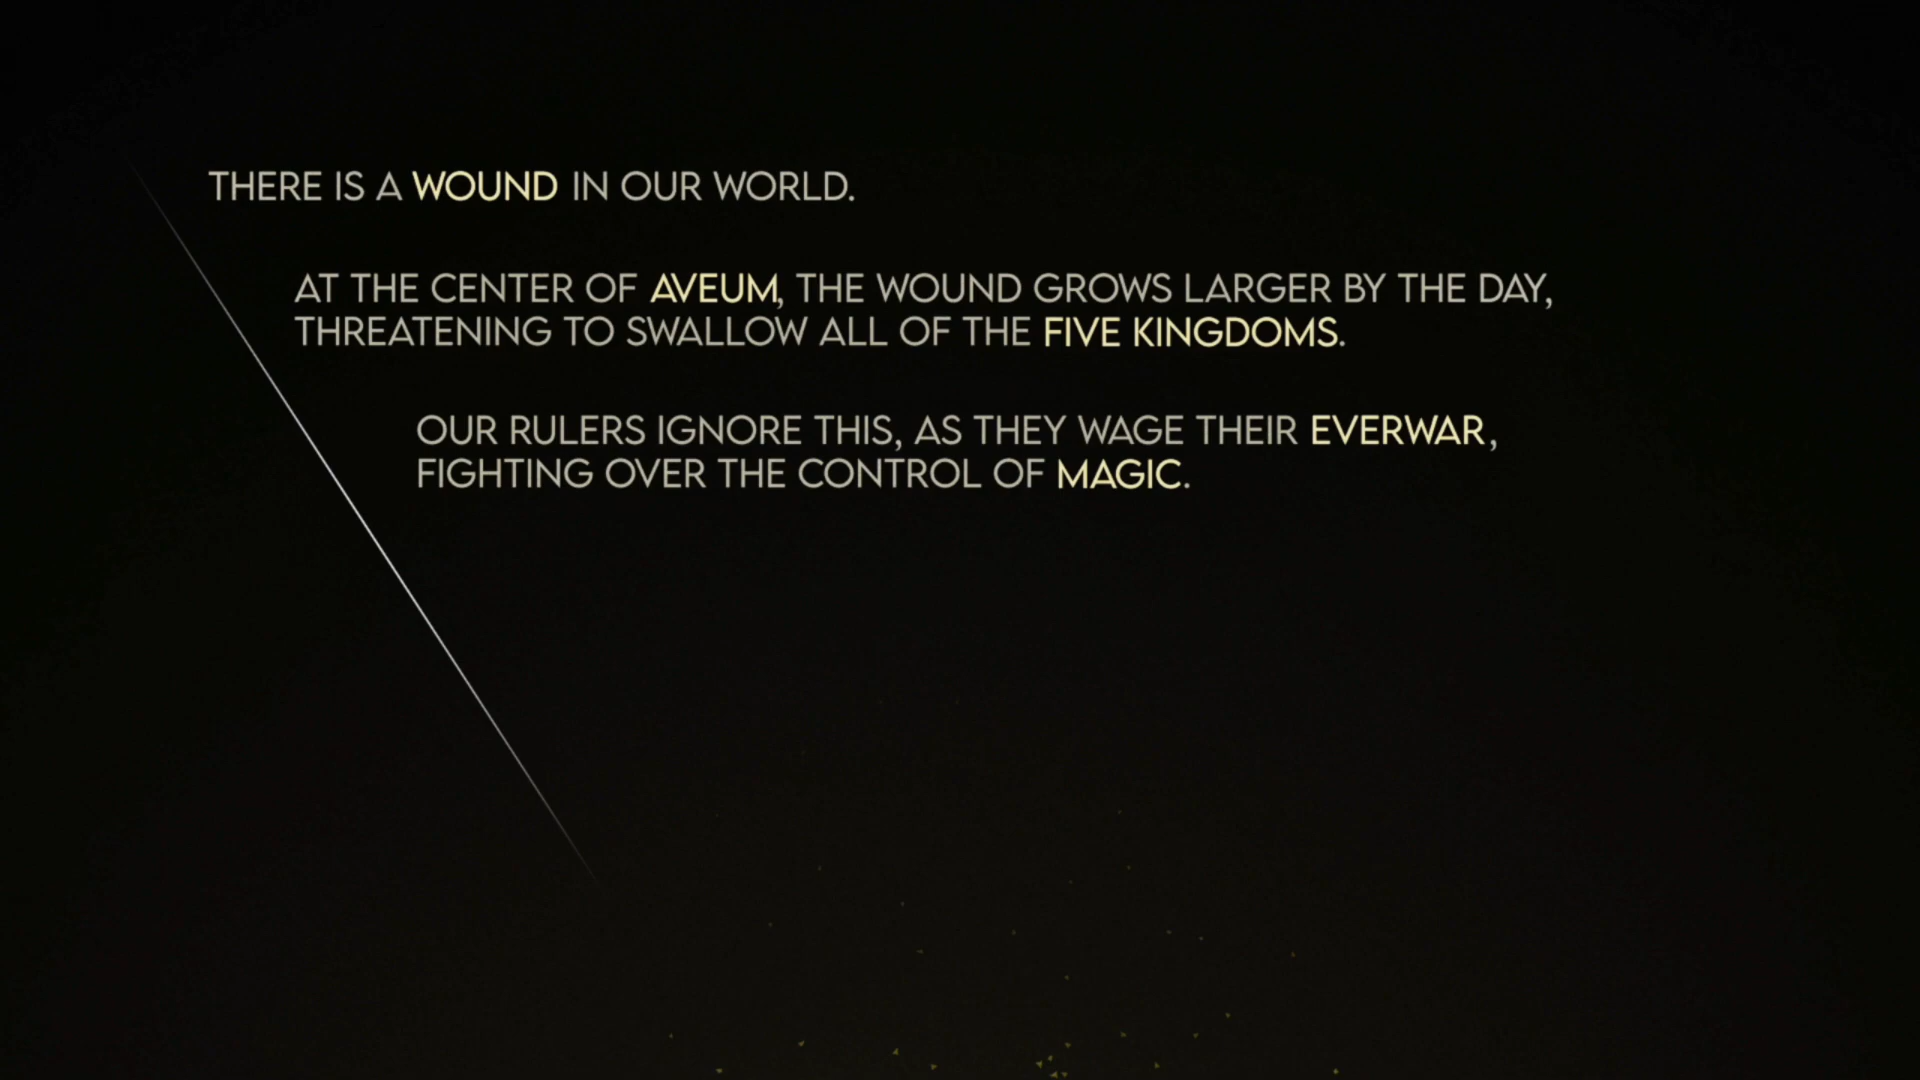 THERE IS A WOUND IN OUR WORLD.
AT THE CENTER OF AVEUM, THE WOUND GROWS LARGER BY THE DAY,
THREATENING TO SWALLOW ALL OF THE FIVE KINGDOMS.
OUR RULERS IGNORE THIS, AS THEY WAGE THEIR EVERWAR,
FIGHTING OVER THE CONTROL OF MAGIC.